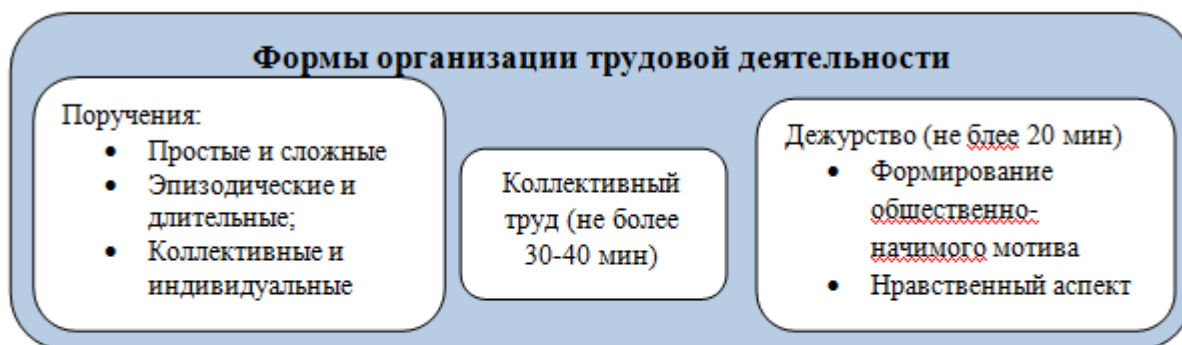 Формы организации трудовой деятельности
Поручения:
• Простые и сложные
• Эпизодические и
длительные;
• Коллективные и
индивидуальные
Коллективный
труд (не более
30-40 мин)
Дежурство (не блее 20 мин)
• Формирование
общественно-
начимого мотива
• Нравственный аспект